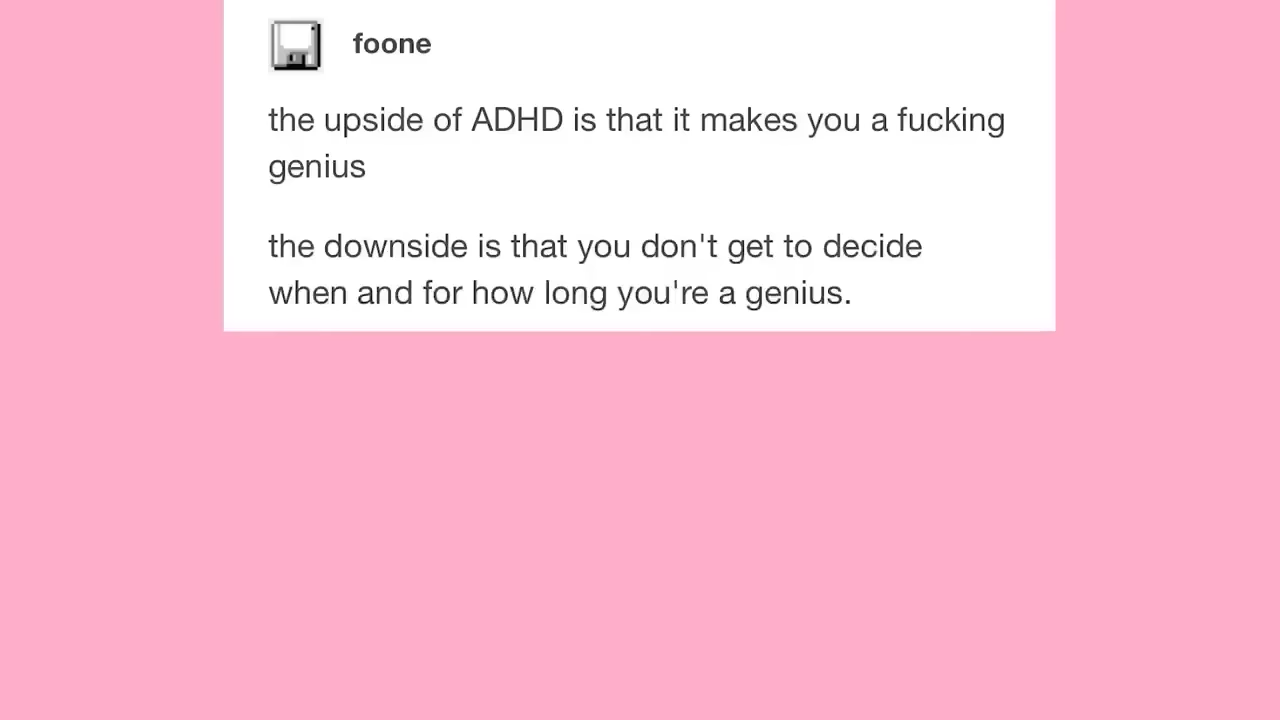 foone
the upside of ADHD is that it makes you a fucking
genius
the downside is that you don't get to decide
when and for how long you're a genius.